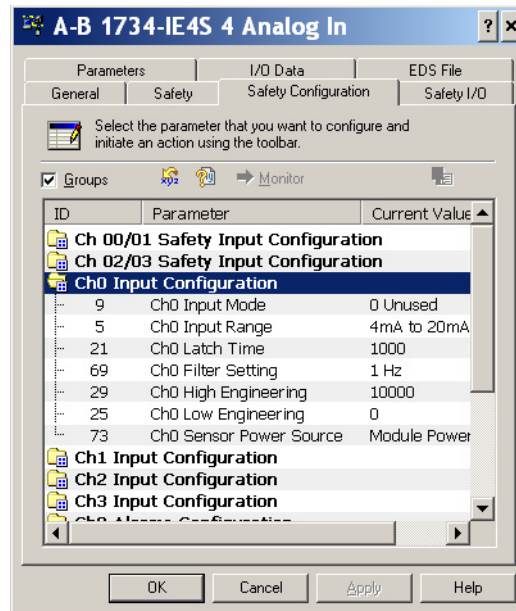 A-B 1734-IE4S 4 Analog In ? ×
Parameters I/O Data EDS File
General Safety Safety Configuration Safety I/O
Select the parameter that you want to configure and
initiate an action using the toolbar.
Groups xyz Monitor
ID Parameter Current Value
Ch 00/01 Safety Input Configuration
Ch 02/03 Safety Input Configuration
Ch0 Input Configuration
9 Ch0 Input Mode 0 Unused
5 Ch0 Input Range 4mA to 20mA
21 Ch0 Latch Time 1000
69 Ch0 Filter Setting 1 Hz
29 Ch0 High Engineering 10000
25 Ch0 Low Engineering 0
73 Ch0 Sensor Power Source Module Power
Ch1 Input Configuration
Ch2 Input Configuration
Ch3 Input Configuration
OK Cancel Apply Help